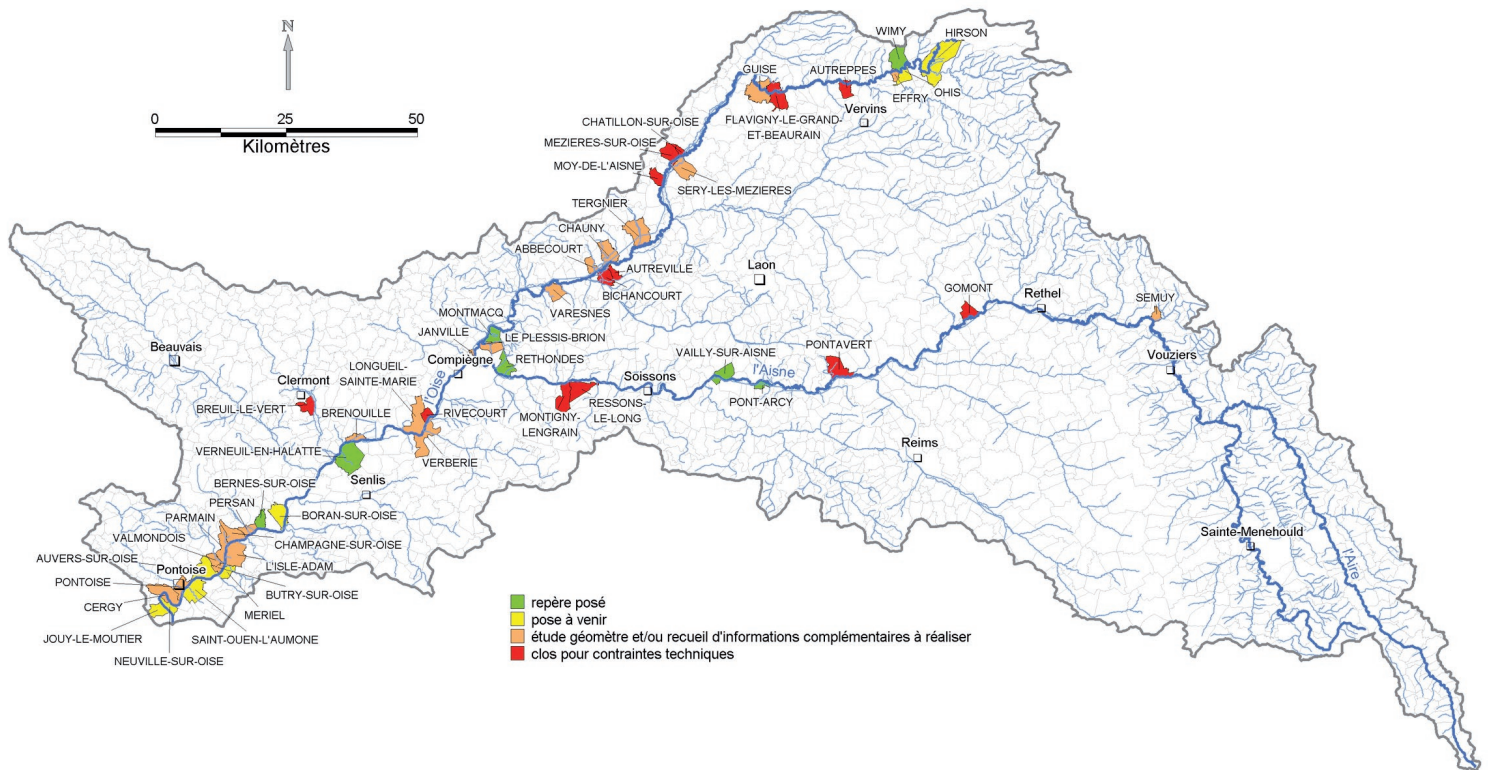 N
0 25 50
Kilomètres
WIMY
HIRSON
GUISE
AUTREPPES
EFFRY
OHIS
Vervins
FLAVIGNY-LE-GRAND-
ET-BEAURAIN
CHATILLON-SUR-OISE
MEZIERES-SUR-OISE
MOY-DE-L'AISNE
SERY-LES-MEZIERES
TERGNIER
CHAUNY
ABBECOURT
AUTREVILLE
BICHANCOURT
VARESNES
Laon
MONTMACQ
JANVILLE
LE PLESSIS-BRION
RETHONDES
Compiègne
l'Oise
GOMONT
Rethel
SEMUY
Vouziers
Beauvais
Clermont
BREUIL-LE-VERT
LONGUEIL-
SAINTE-MARIE
BRENOUILLE
RIVECOURT
VERBERIE
VERNEUIL-EN-HALATTE
Senlis
MONTIGNY-
LENGRAIN
RESSONS-
LE-LONG
Soissons
VAILLY-SUR-AISNE
l'Aisne
PONT-ARCY
PONTAVERT
Reims
BERNES-SUR-OISE
PERSAN
PARMAIN
VALMONDOIS
AUVERS-SUR-OISE
BORAN-SUR-OISE
CHAMPAGNE-SUR-OISE
L'ISLE-ADAM
Pontoise
PONTOISE
CERGY
JOUY-LE-MOUTIER
NEUVILLE-SUR-OISE
BUTRY-SUR-OISE
MERIEL
SAINT-OUEN-L'AUMONE
Sainte-Menehould
l'Aire
repère posé
pose à venir
étude géomètre et/ou recueil d'informations complémentaires à réaliser
clos pour contraintes techniques